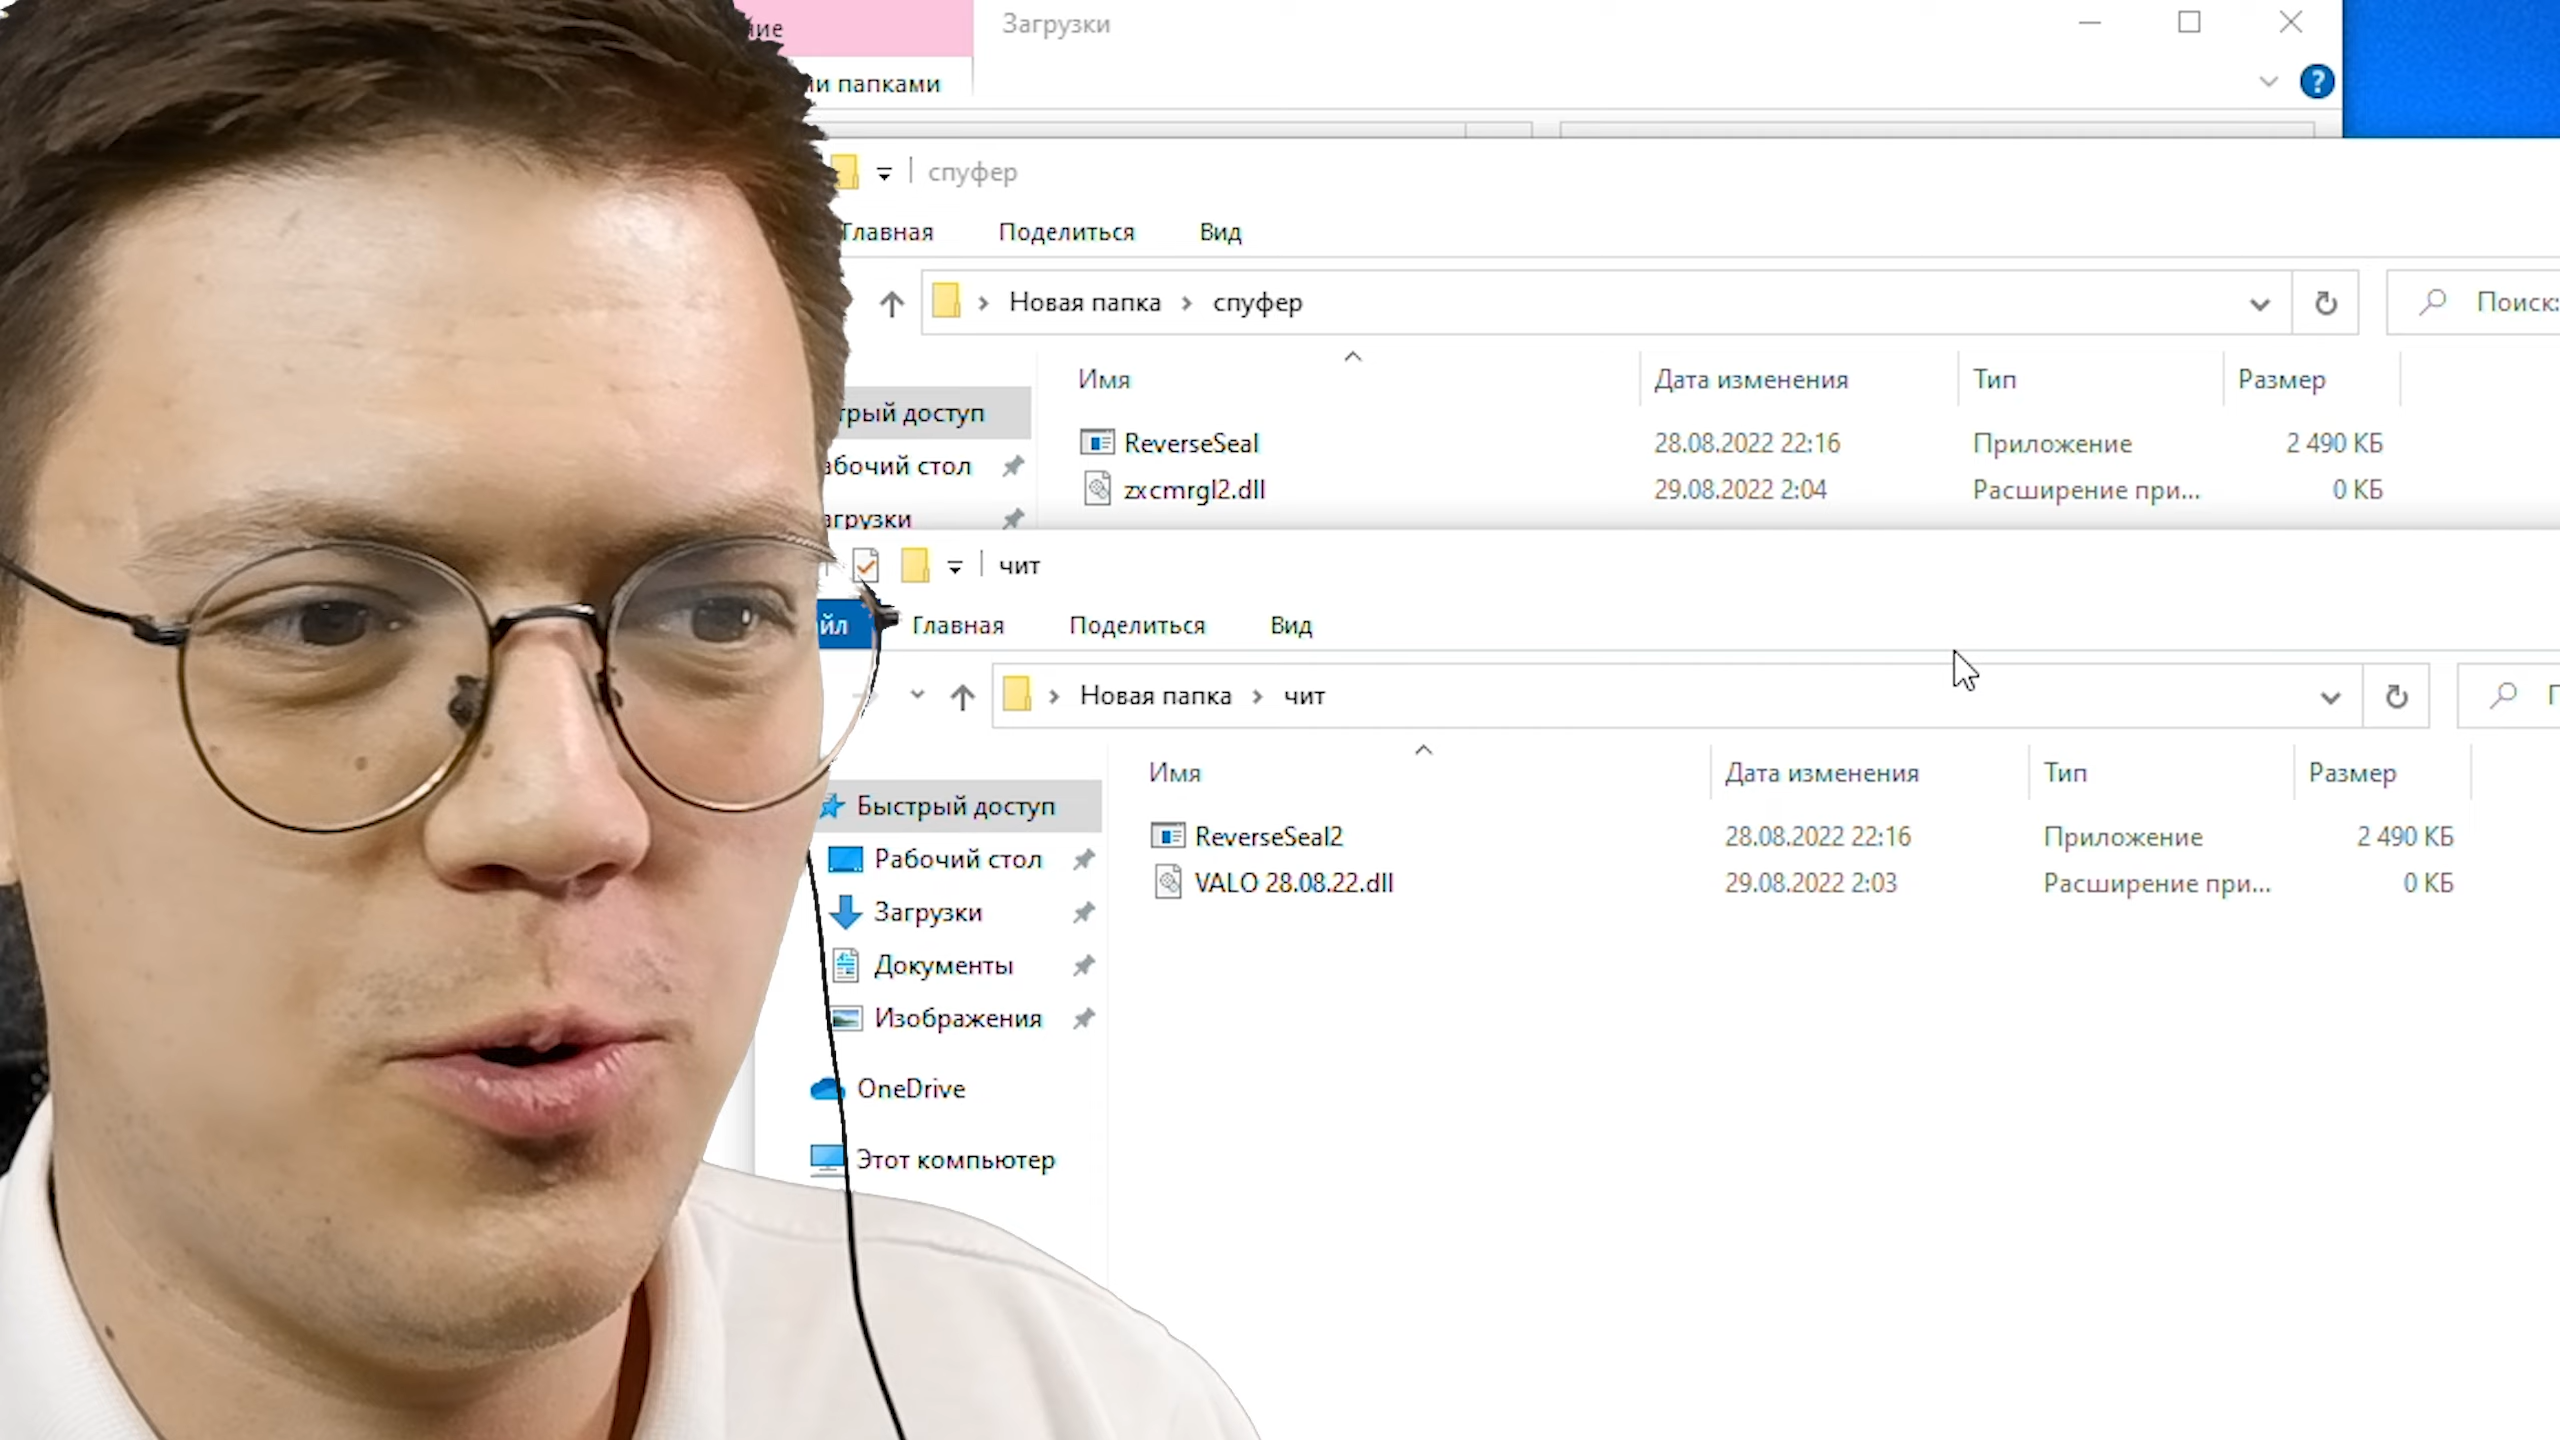 Загрузки
папками
спуфер
Главная Поделиться Вид
Новая папка спуфер Поиск:
Имя Дата изменения Тип Размер
доступ
ReverseSeal 28.08.2022 22:16 Приложение 2 490 КБ
стол
zxcmrgl2.dll 29.08.2022 2:04 Расширение при... 0 КБ
чит
Главная Поделиться Вид
Новая папка чит
Имя Дата изменения Тип Размер
Быстрый доступ
ReverseSeal2 28.08.2022 22:16 Приложение 2 490 КБ
Рабочий стол
VALO 28.08.22.dll 29.08.2022 2:03 Расширение при... 0 КБ
Загрузки
Документы
Изображения
OneDrive
Этот компьютер